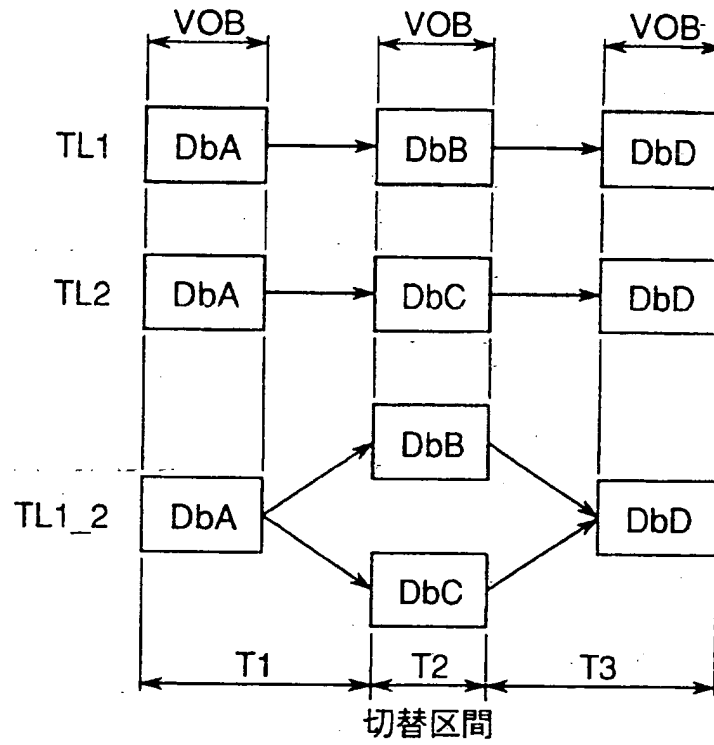 VOB VOB VOB
TL1 DbA DbB DbD
TL2 DbA DbC DbD
DbB
TL1_2 DbA DbD
DbC
T1 T2 T3
切替区間